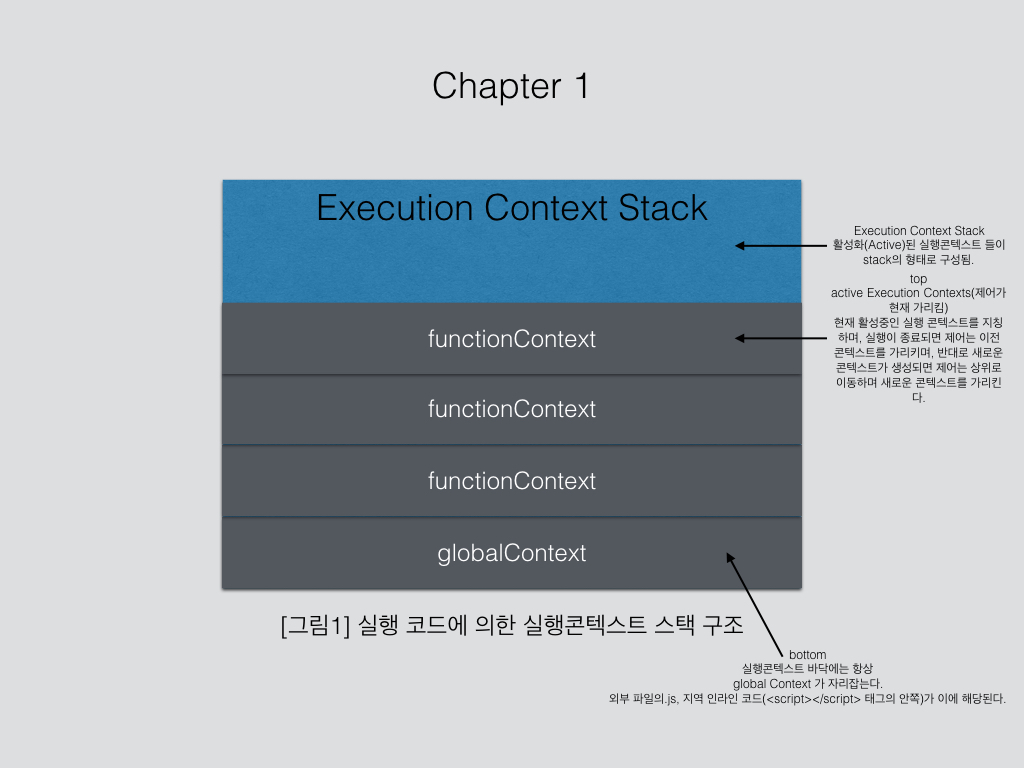 Chapter 1
Execution Context Stack
Execution Context Stack
활성화(Active)된 실행콘텍스트 들이
stack의 형태로 구성됨.
top
active Execution Contexts(제어가
현재 가리킴)
현재 활성중인 실행 콘텍스트를 지칭
하며, 실행이 종료되면 제어는 이전
콘텍스트를 가리키며, 반대로 새로운
콘텍스트가 생성되면 제어는 상위로
이동하며 새로운 콘텍스트를 가리킨
다.
functionContext
functionContext
functionContext
globalContext
[그림1] 실행 코드에 의한 실행콘텍스트 스택 구조
bottom
실행콘텍스트 바닥에는 항상
global Context 가 자리잡는다.
외부 파일의.js, 지역 인라인 코드(<script></script> 태그의 안쪽)가 이에 해당된다.